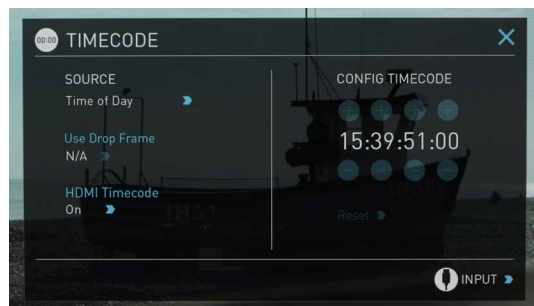 00:00 TIMECODE
SOURCE
Time of Day
Use Drop Frame
N/A
HDMI Timecode
On
CONFIG TIMECODE
15:39:51:00
Reset
INPUT